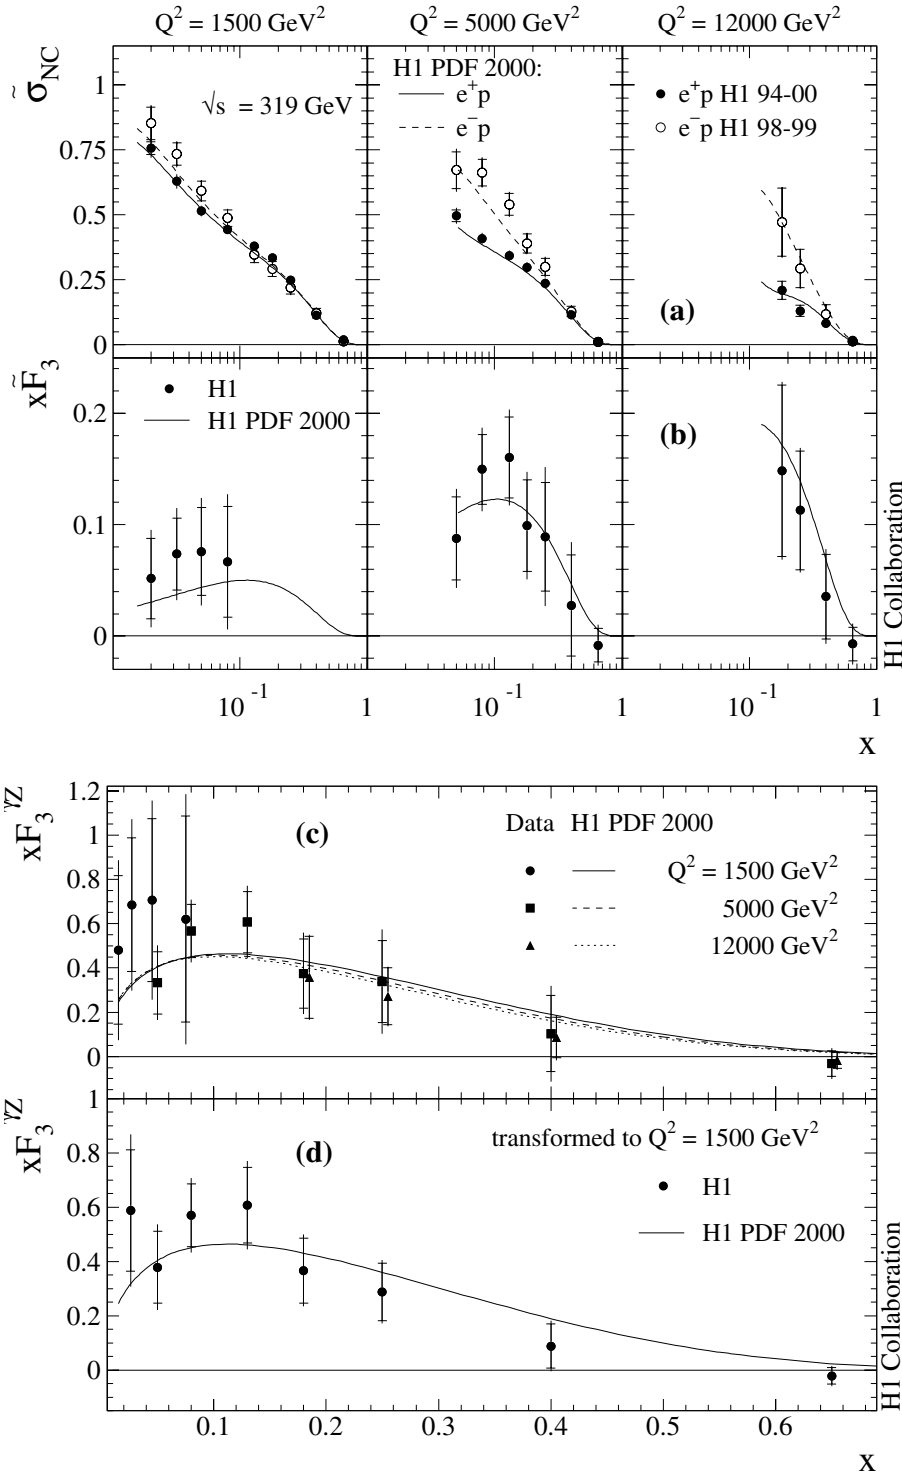 Q² = 1500 GeV²
Q² = 5000 GeV²
Q² = 12000 GeV²
σ̃_NC
1
0.75
0.5
0.25
0
√s = 319 GeV
H1 PDF 2000:
e⁺p
e⁻p
e⁺p H1 94-00
e⁻p H1 98-99
(a)
xF̃₃
0.2
0.1
0
H1
H1 PDF 2000
(b)
10⁻¹
1
10⁻¹
1
10⁻¹
1
x
H1 Collaboration
xF₃^γZ
1.2
1
0.8
0.6
0.4
0.2
0
(c)
Data H1 PDF 2000
Q² = 1500 GeV²
5000 GeV²
12000 GeV²
xF₃^γZ
1
0.8
0.6
0.4
0.2
0
(d)
transformed to Q² = 1500 GeV²
H1
H1 PDF 2000
0.1 0.2 0.3 0.4 0.5 0.6
x
H1 Collaboration